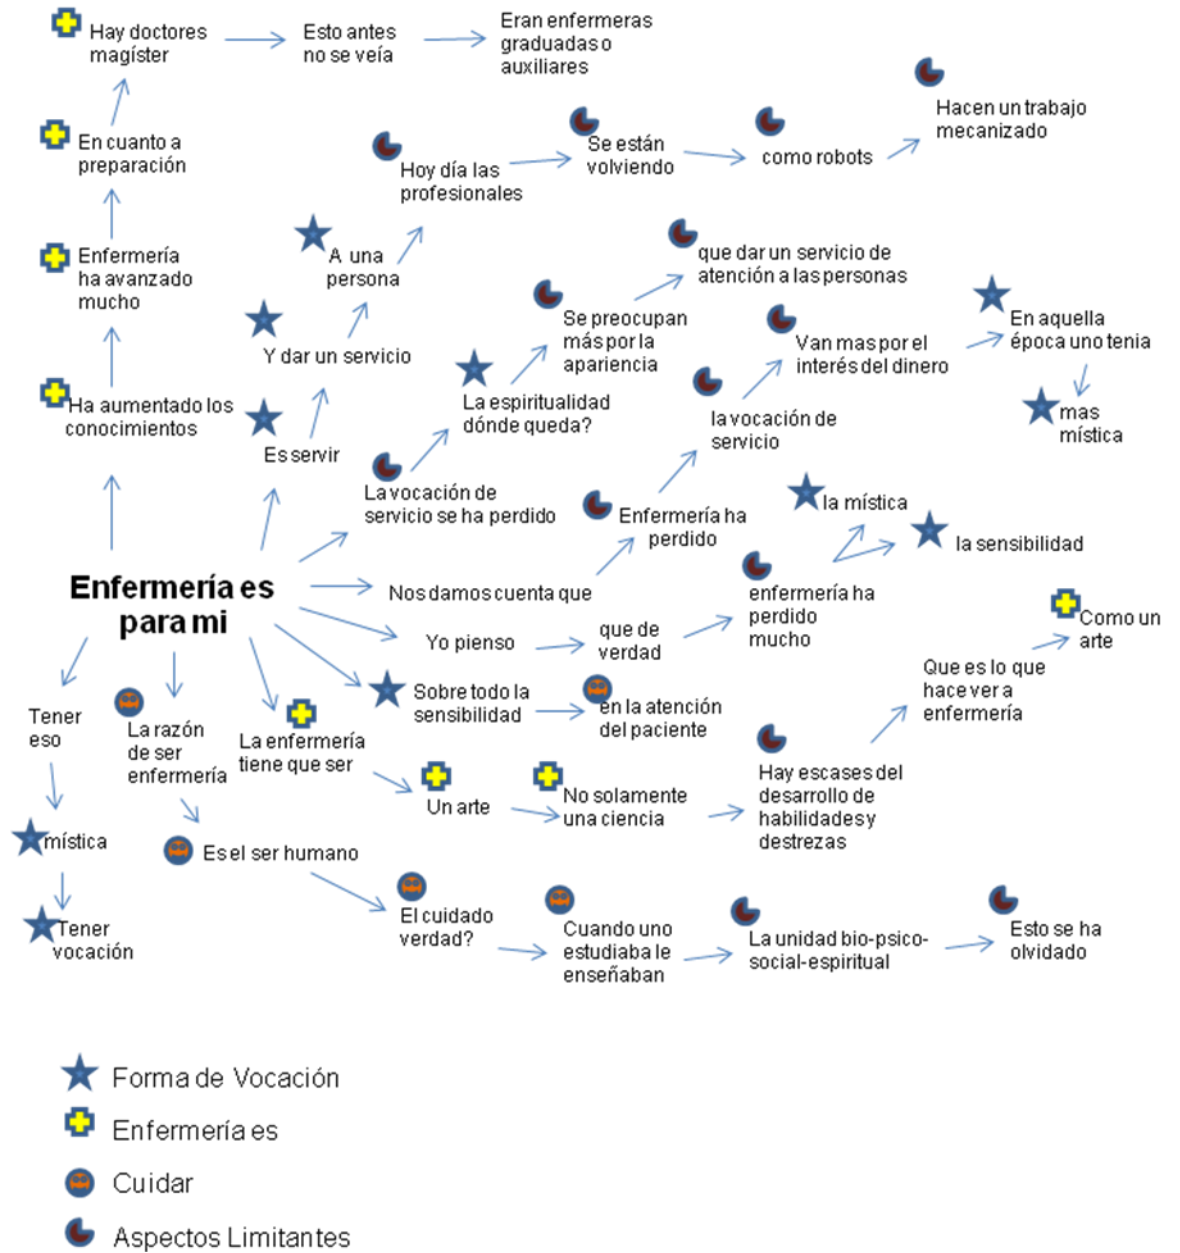 Hay doctores
magíster
Esto antes
no se veía
Eran enfermeras
graduadas o
auxiliares
En cuanto a
preparación
Enfermería
ha avanzado
mucho
Ha aumentado los
conocimientos
Hoy día las
profesionales
Se están
volviendo
como robots
Hacen un trabajo
mecanizado
A una
persona
Y dar un servicio
Es servir
que dar un servicio de
atención a las personas
Se preocupan
más por la
apariencia
La espiritualidad
dónde queda?
La vocación de
servicio se ha perdido
En aquella
época uno tenia
mas
mística
Van mas por el
interés del dinero
la vocación de
servicio
Enfermería ha
perdido
Nos damos cuenta que
Enfermería es
para mi
la mística
la sensibilidad
enfermería ha
perdido
mucho
que de
verdad
Yo pienso
Sobre todo la
sensibilidad
en la atención
del paciente
Como un
arte
Que es lo que
hace ver a
enfermería
Hay escases del
desarrollo de
habilidades y
destrezas
No solamente
una ciencia
Un arte
La enfermería
tiene que ser
La razón
de ser
enfermería
Es el ser humano
El cuidado
verdad?
Cuando uno
estudiaba le
enseñaban
La unidad bio-psico-
social-espiritual
Esto se ha
olvidado
Tener
eso
mística
Tener
vocación
Forma de Vocación
Enfermería es
Cuidar
Aspectos Limitantes